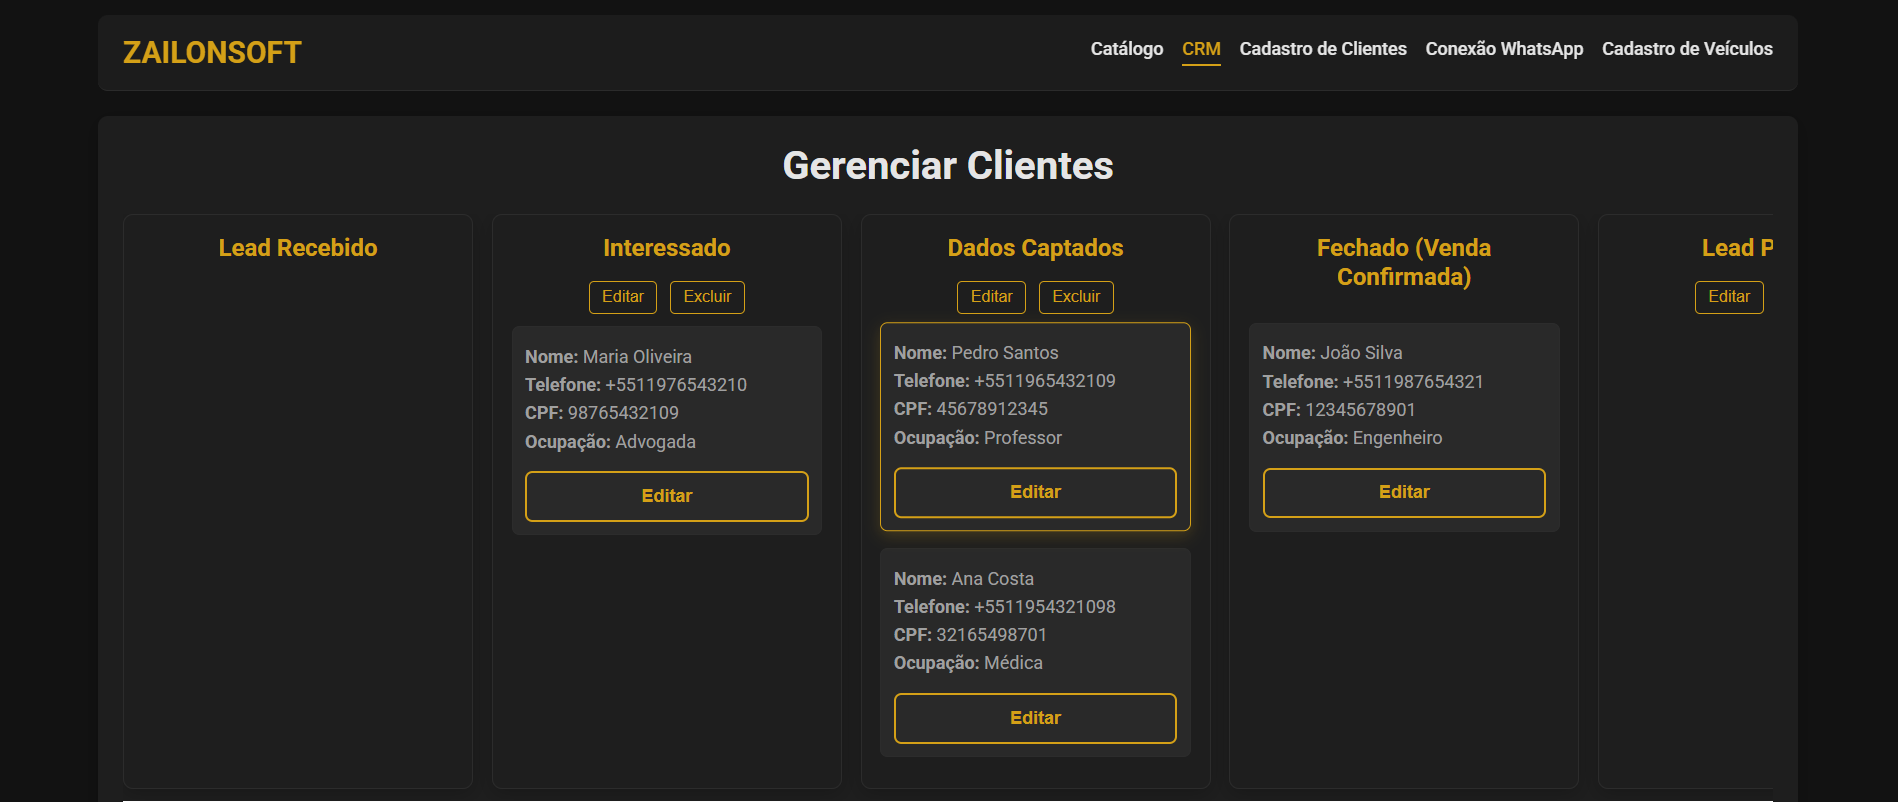 ZAILONSOFT
Catálogo CRM Cadastro de Clientes Conexão WhatsApp Cadastro de Veículos
Gerenciar Clientes
Lead Recebido
Interessado
Editar Excluir
Nome: Maria Oliveira
Telefone: +5511976543210
CPF: 98765432109
Ocupação: Advogada
Editar
Dados Captados
Editar Excluir
Nome: Pedro Santos
Telefone: +5511965432109
CPF: 45678912345
Ocupação: Professor
Editar
Nome: Ana Costa
Telefone: +5511954321098
CPF: 32165498701
Ocupação: Médica
Editar
Fechado (Venda
Confirmada)
Nome: João Silva
Telefone: +5511987654321
CPF: 12345678901
Ocupação: Engenheiro
Editar
Lead P
Editar